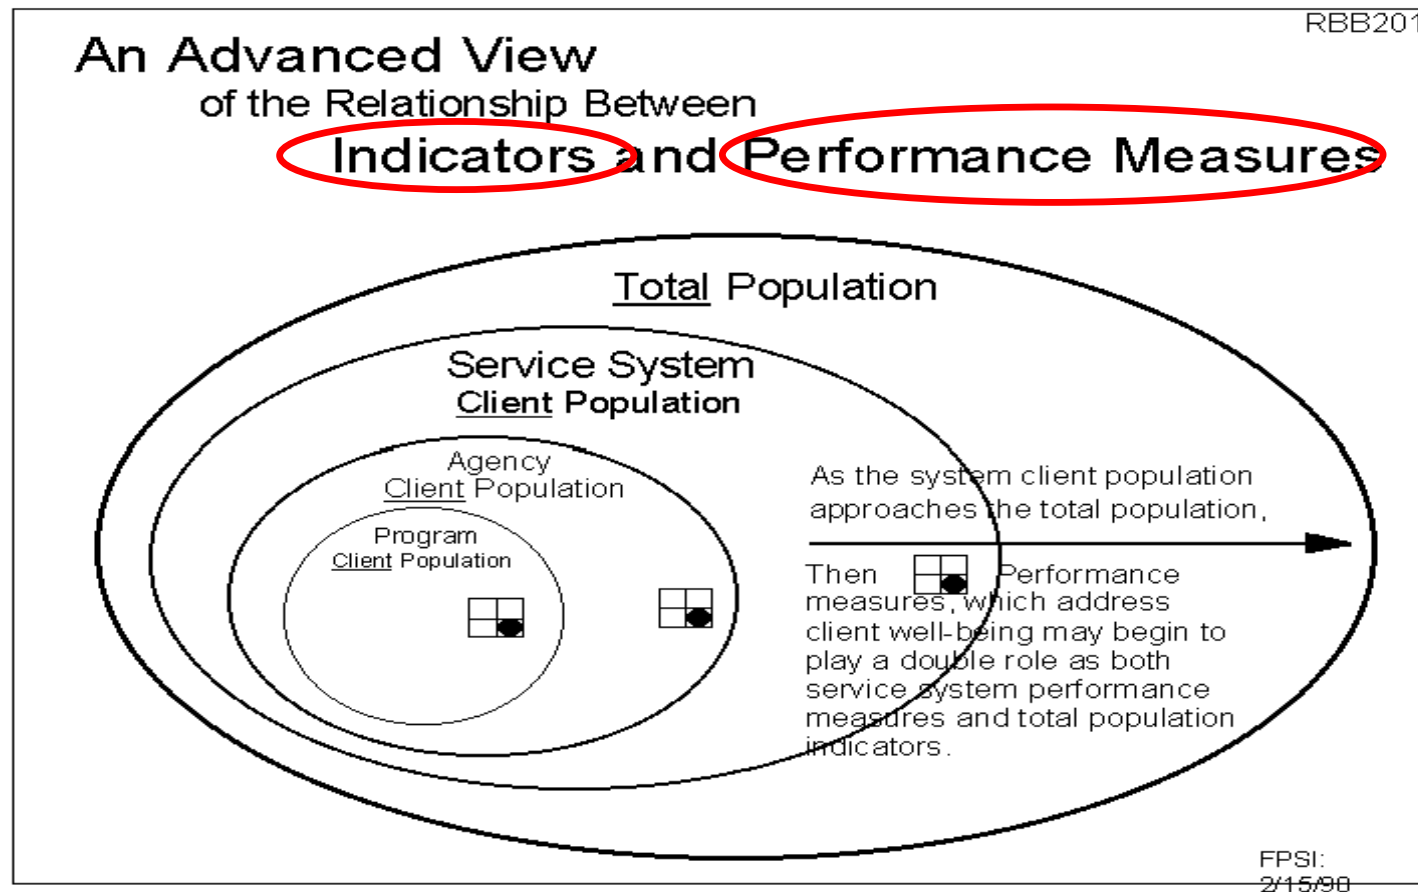 RBB201
An Advanced View
of the Relationship Between
Indicators and Performance Measures
Total Population
Service System
Client Population
Agency
Client Population
Program
Client Population
As the system client population
approaches the total population,
Then Performance
measures, which address
client well-being may begin to
play a double role as both
service system performance
measures and total population
indicators.
FPSI:
2/15/98